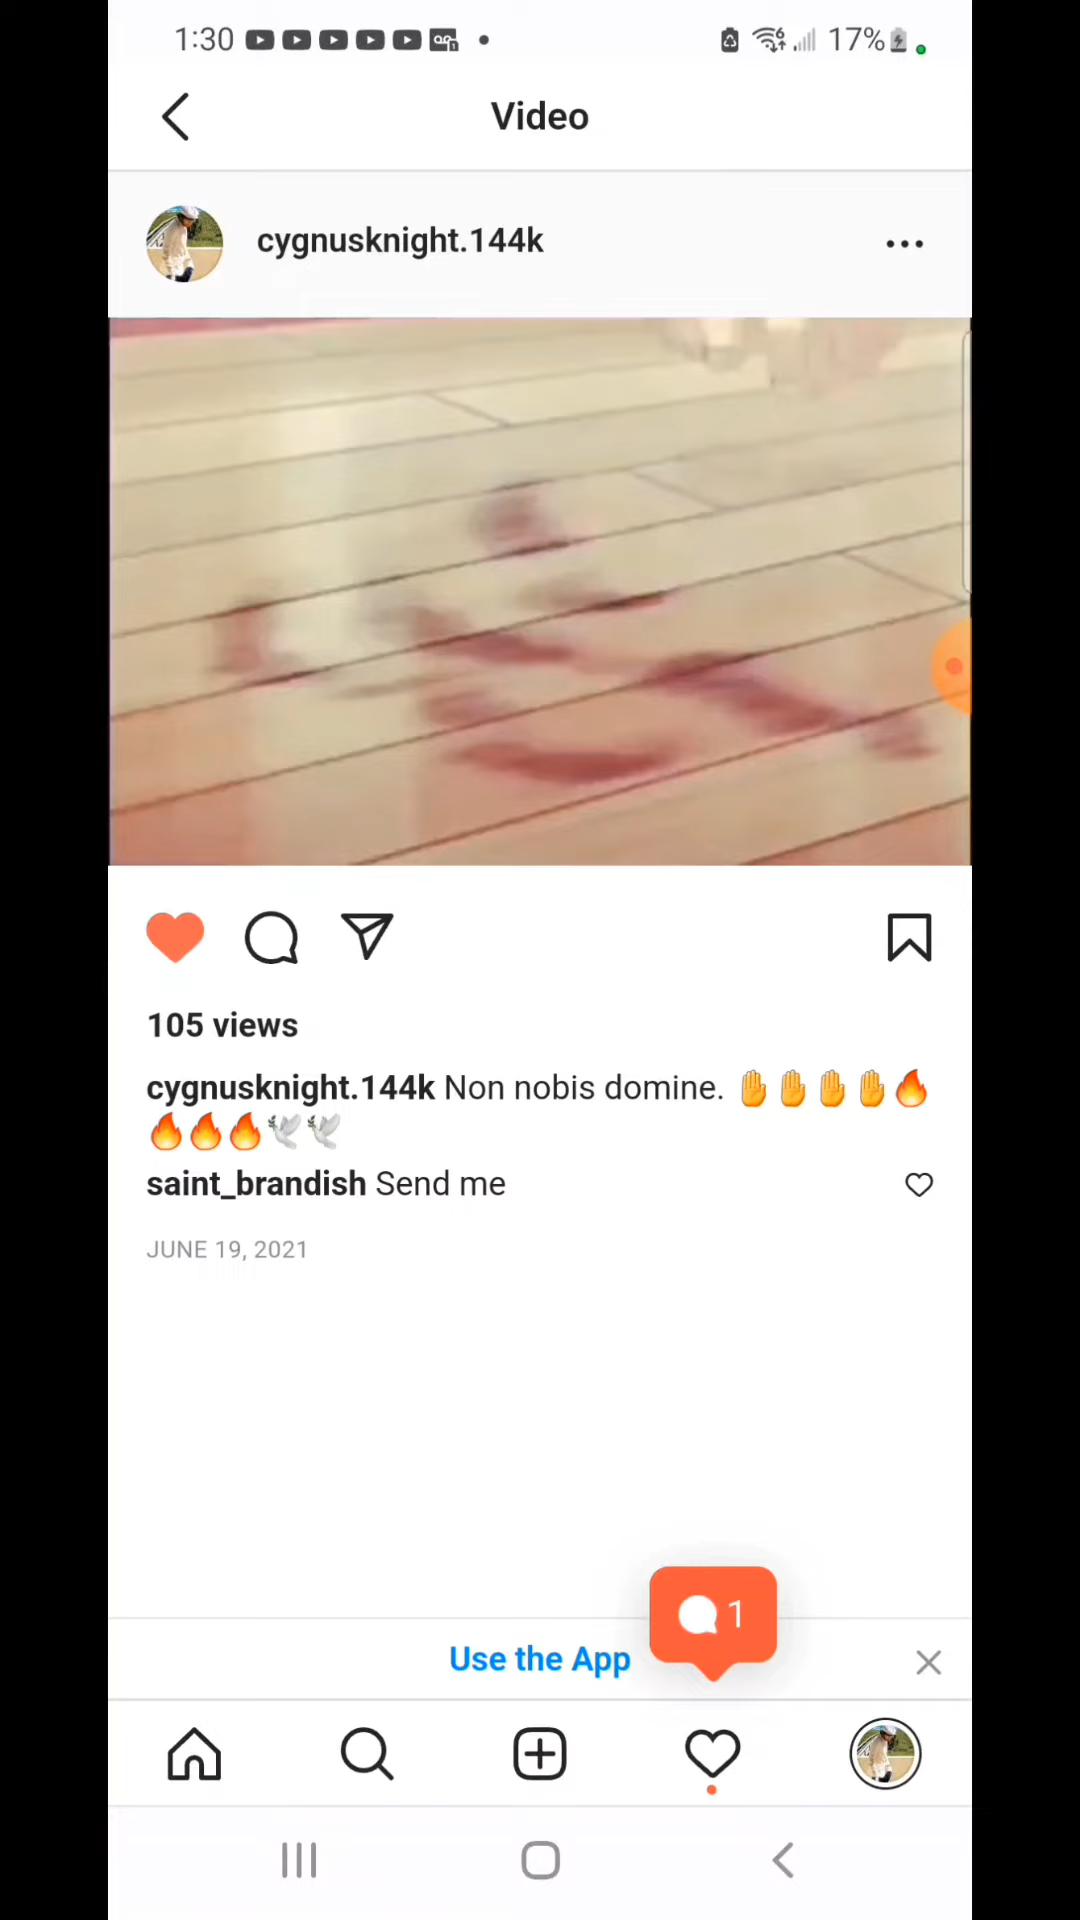 1:30 17%
Video
cygnusknight.144k
105 views
cygnusknight.144k Non nobis domine. ✋✋✋✋🔥
🔥🔥🔥🕊️🕊️
saint_brandish Send me
JUNE 19, 2021
1
Use the App